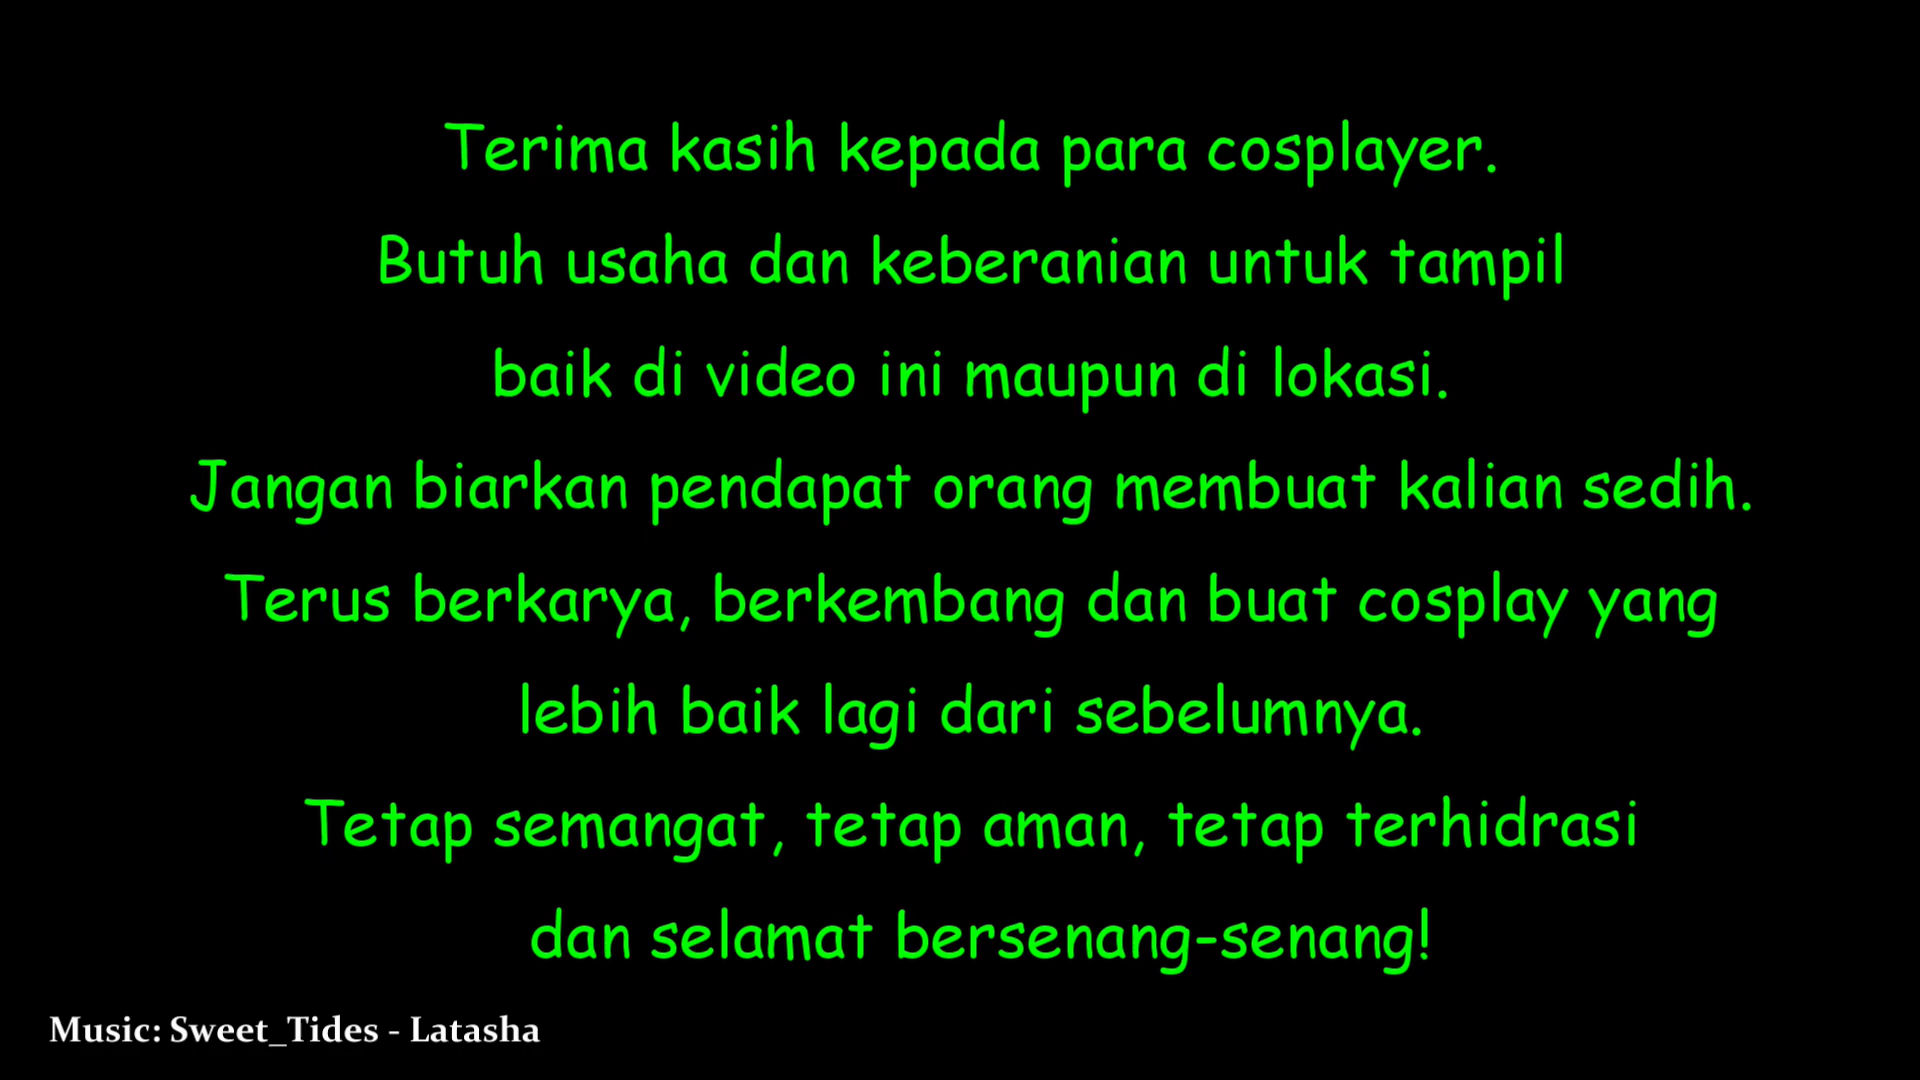 Terima kasih kepada para cosplayer.
Butuh usaha dan keberanian untuk tampil
baik di video ini maupun di lokasi.
Jangan biarkan pendapat orang membuat kalian sedih.
Terus berkarya, berkembang dan buat cosplay yang
lebih baik lagi dari sebelumnya.
Tetap semangat, tetap aman, tetap terhidrasi
dan selamat bersenang-senang!
Music: Sweet_Tides - Latasha